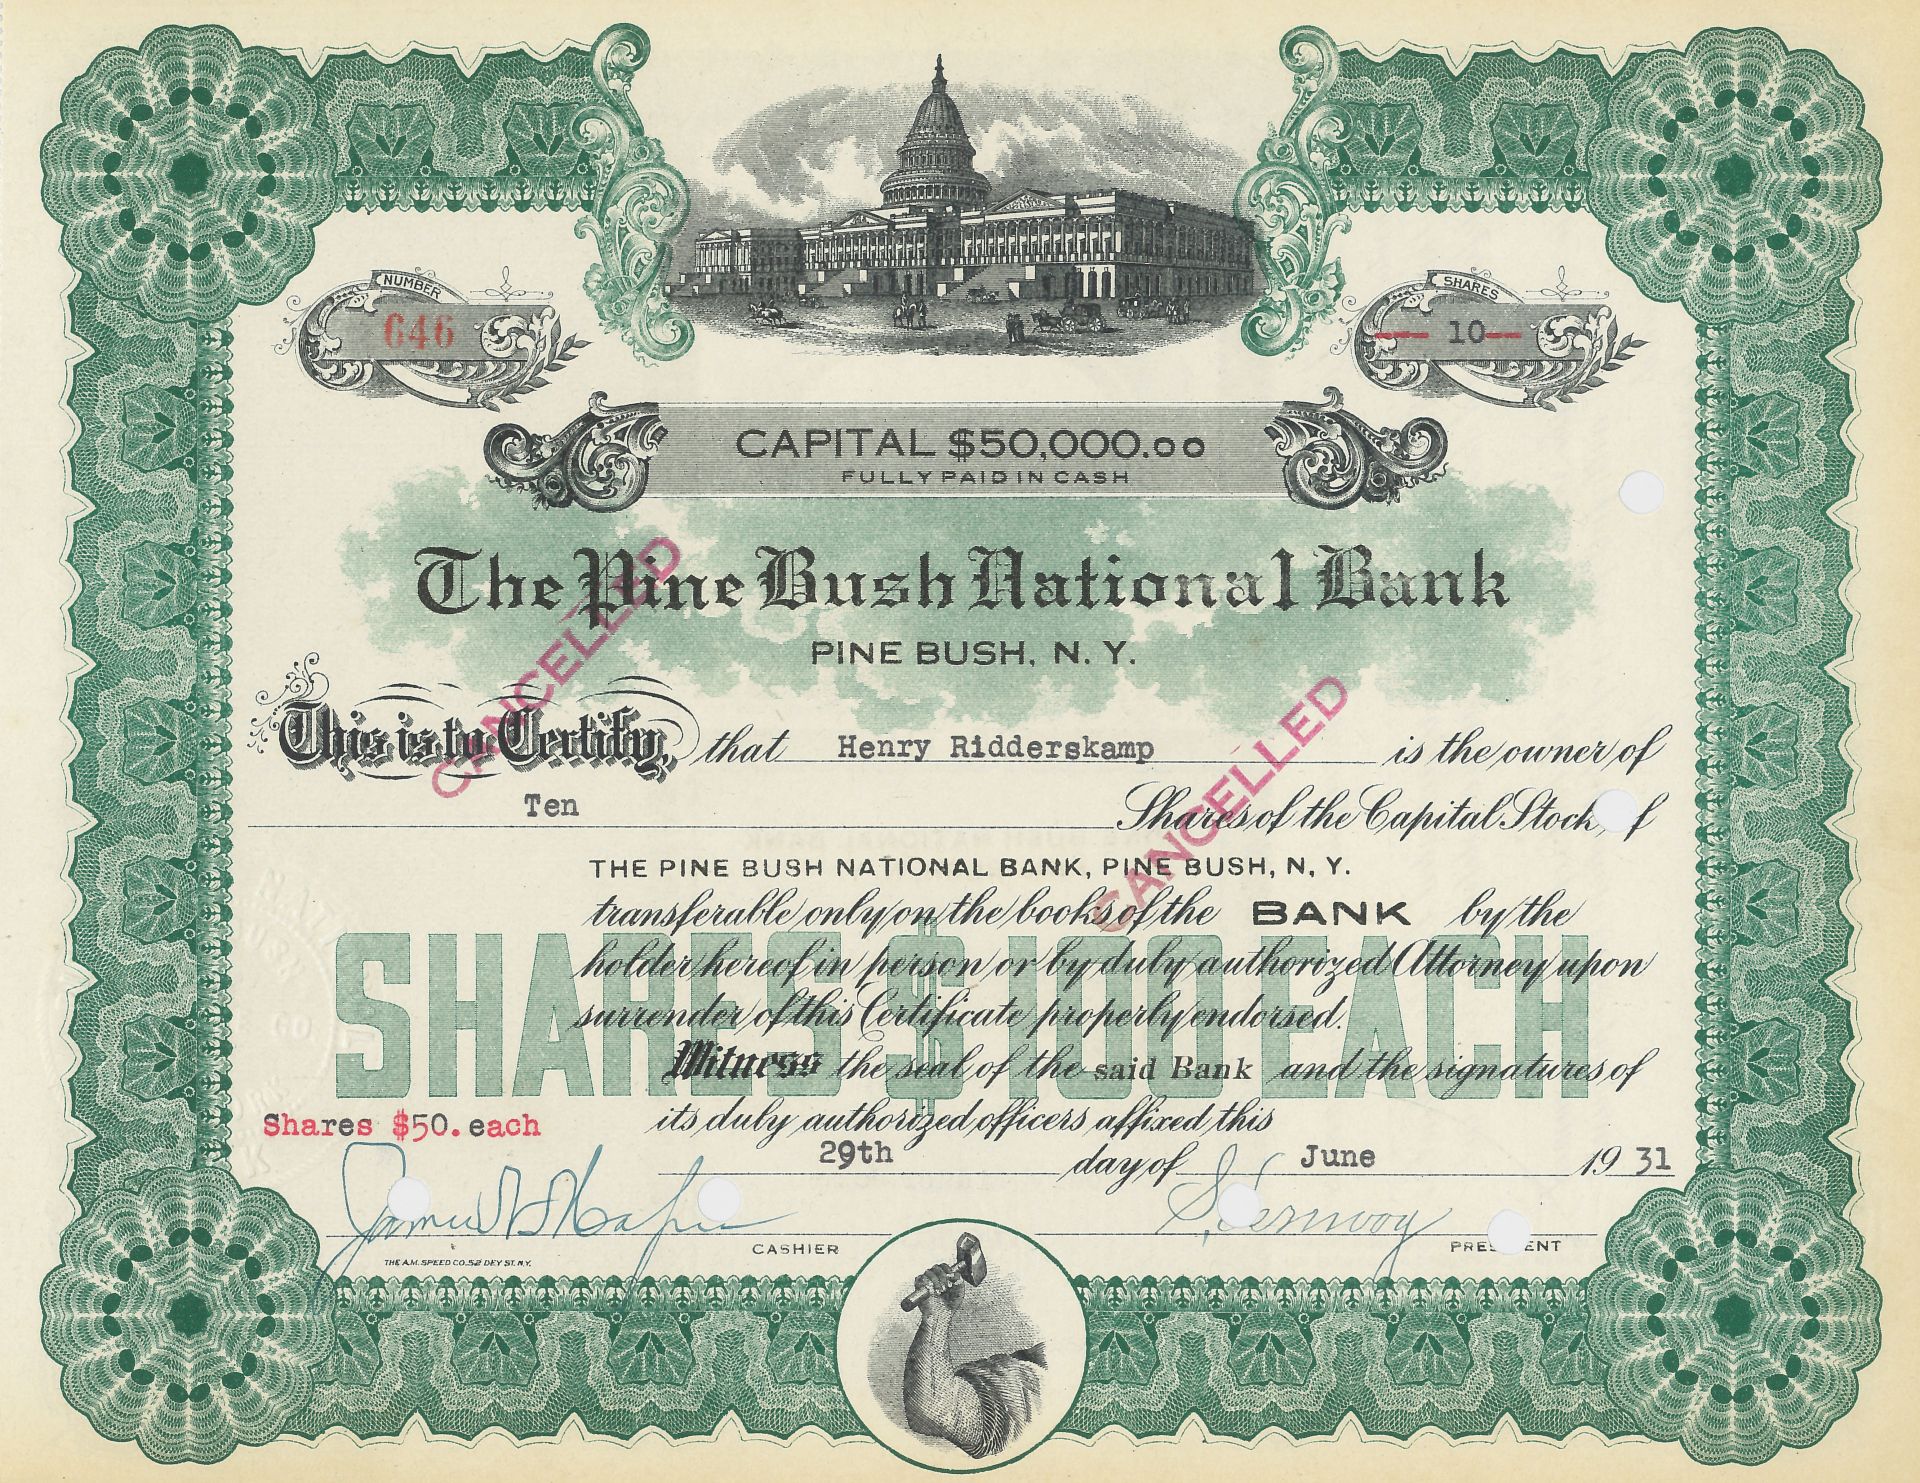 NUMBER
646
SHARES
--- 10--
CAPITAL $50,000.00
FULLY PAID IN CASH
The Pine Bush National Bank
PINE BUSH, N. Y.
This is to Certify that Henry Ridderskamp is the owner of
Ten Shares of the Capital Stock of
THE PINE BUSH NATIONAL BANK, PINE BUSH, N. Y.
transferable only on the books of the BANK by the
holder hereof in person or by duly authorized Attorney upon
surrender of this Certificate properly endorsed.
Witness the seal of the said Bank and the signatures of
its duly authorized officers affixed this
29th day of June 19 31
SHARES $100 EACH
Shares $50. each
CASHIER
PRESIDENT
THE A.M. SPEED CO. 52 DEY ST. N.Y.
CANCELLED
CANCELLED